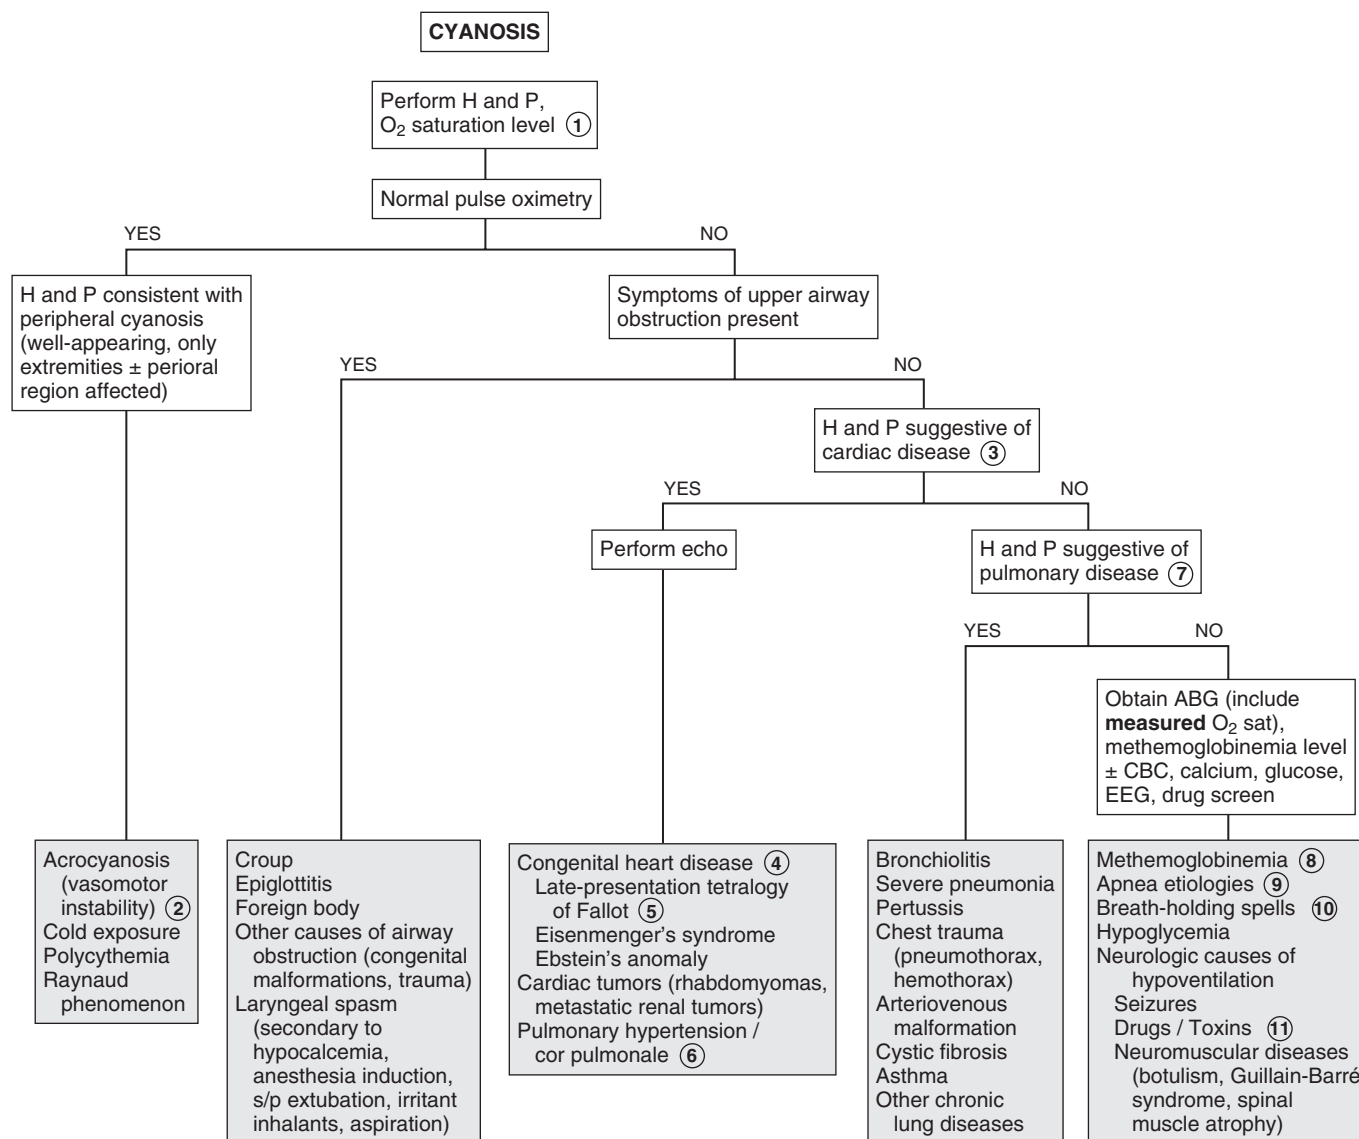 CYANOSIS
Perform H and P,
O₂ saturation level ①
Normal pulse oximetry
YES
NO
H and P consistent with
peripheral cyanosis
(well-appearing, only
extremities ± perioral
region affected)
Symptoms of upper airway
obstruction present
YES
NO
H and P suggestive of
cardiac disease ③
YES
NO
Perform echo
H and P suggestive of
pulmonary disease ⑦
YES
NO
Obtain ABG (include
measured O₂ sat),
methemoglobinemia level
± CBC, calcium, glucose,
EEG, drug screen
Acrocyanosis
(vasomotor
instability) ②
Cold exposure
Polycythemia
Raynaud
phenomenon
Croup
Epiglottitis
Foreign body
Other causes of airway
obstruction (congenital
malformations, trauma)
Laryngeal spasm
(secondary to
hypocalcemia,
anesthesia induction,
s/p extubation, irritant
inhalants, aspiration)
Congenital heart disease ④
Late-presentation tetralogy
of Fallot ⑤
Eisenmenger's syndrome
Ebstein's anomaly
Cardiac tumors (rhabdomyomas,
metastatic renal tumors)
Pulmonary hypertension /
cor pulmonale ⑥
Bronchiolitis
Severe pneumonia
Pertussis
Chest trauma
(pneumothorax,
hemothorax)
Arteriovenous
malformation
Cystic fibrosis
Asthma
Other chronic
lung diseases
Methemoglobinemia ⑧
Apnea etiologies ⑨
Breath-holding spells ⑩
Hypoglycemia
Neurologic causes of
hypoventilation
Seizures
Drugs / Toxins ⑪
Neuromuscular diseases
(botulism, Guillain-Barré
syndrome, spinal
muscle atrophy)